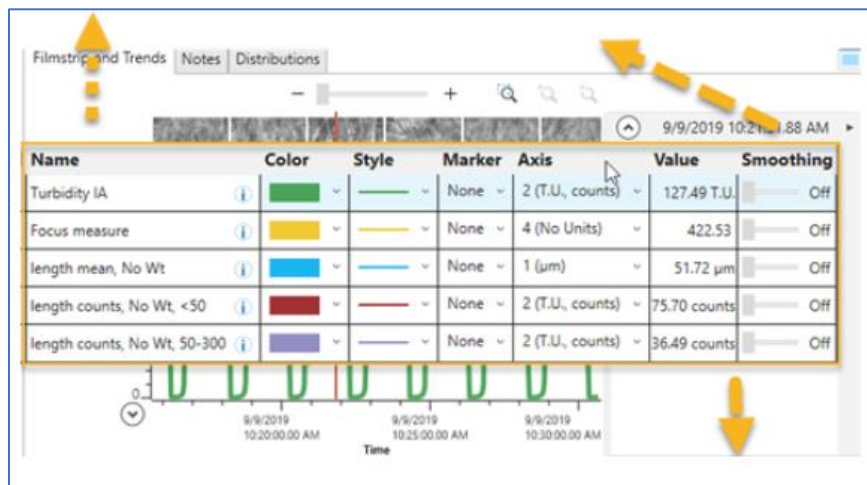 Filmstrip and Trends Notes Distributions
9/9/2019 10:21:21.88 AM
Name Color Style Marker Axis Value Smoothing
Turbidity IA None 2 (T.U., counts) 127.49 T.U. Off
Focus measure None 4 (No Units) 422.53 Off
length mean, No Wt None 1 (µm) 51.72 µm Off
length counts, No Wt, <50 None 2 (T.U., counts) 75.70 counts Off
length counts, No Wt, 50-300 None 2 (T.U., counts) 36.49 counts Off
0
9/9/2019 9/9/2019 9/9/2019
10:20:00.00 AM 10:25:00.00 AM 10:30:00.00 AM
Time